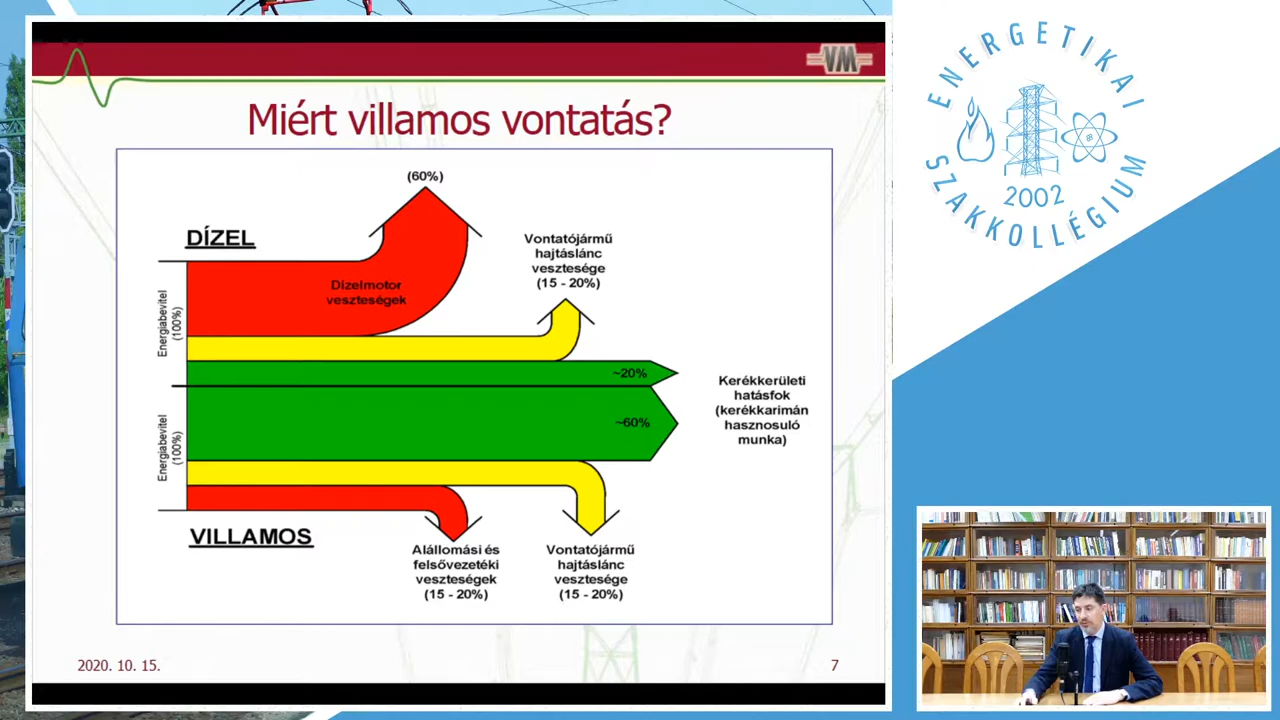 VM
Miért villamos vontatás?
(60%)
DÍZEL
Vontatójármű
hajtáslánc
vesztesége
(15 - 20%)
Dízelmotor
veszteségek
Energiabevitel
(100%)
~20%
Kerékkerületi
hatásfok
(kerékkarimán
hasznosuló
munka)
~60%
Energiabevitel
(100%)
VILLAMOS
Alállomási és
felsővezetéki
veszteségek
(15 - 20%)
Vontatójármű
hajtáslánc
vesztesége
(15 - 20%)
2020. 10. 15.
7
ENERGETIKAI
SZAKKOLLÉGIUM
2002